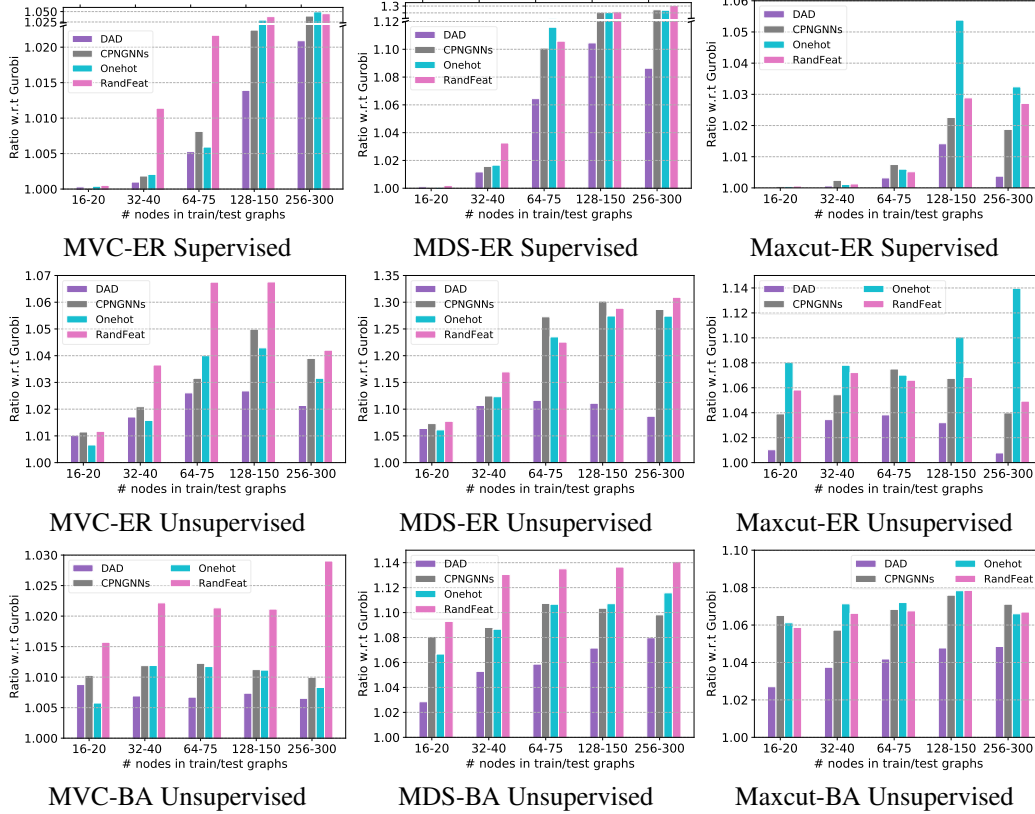 Ratio w.r.t Gurobi
1.050
1.025
1.020
1.015
1.010
1.005
1.000
DAD
CPNGNNs
Onehot
RandFeat
16-20 32-40 64-75 128-150 256-300
# nodes in train/test graphs
MVC-ER Supervised
Ratio w.r.t Gurobi
1.3
1.12
1.10
1.08
1.06
1.04
1.02
1.00
DAD
CPNGNNs
Onehot
RandFeat
16-20 32-40 64-75 128-150 256-300
# nodes in train/test graphs
MDS-ER Supervised
Ratio w.r.t Gurobi
1.06
1.05
1.04
1.03
1.02
1.01
1.00
DAD
CPNGNNs
Onehot
RandFeat
16-20 32-40 64-75 128-150 256-300
# nodes in train/test graphs
Maxcut-ER Supervised
Ratio w.r.t Gurobi
1.07
1.06
1.05
1.04
1.03
1.02
1.01
1.00
DAD
CPNGNNs
Onehot
RandFeat
16-20 32-40 64-75 128-150 256-300
# nodes in train/test graphs
MVC-ER Unsupervised
Ratio w.r.t Gurobi
1.35
1.30
1.25
1.20
1.15
1.10
1.05
1.00
DAD
CPNGNNs
Onehot
RandFeat
16-20 32-40 64-75 128-150 256-300
# nodes in train/test graphs
MDS-ER Unsupervised
Ratio w.r.t Gurobi
1.14
1.12
1.10
1.08
1.06
1.04
1.02
1.00
DAD Onehot
CPNGNNs RandFeat
16-20 32-40 64-75 128-150 256-300
# nodes in train/test graphs
Maxcut-ER Unsupervised
Ratio w.r.t Gurobi
1.030
1.025
1.020
1.015
1.010
1.005
1.000
DAD Onehot
CPNGNNs RandFeat
16-20 32-40 64-75 128-150 256-300
# nodes in train/test graphs
MVC-BA Unsupervised
Ratio w.r.t Gurobi
1.14
1.12
1.10
1.08
1.06
1.04
1.02
1.00
DAD
CPNGNNs
Onehot
RandFeat
16-20 32-40 64-75 128-150 256-300
# nodes in train/test graphs
MDS-BA Unsupervised
Ratio w.r.t Gurobi
1.10
1.08
1.06
1.04
1.02
1.00
DAD Onehot
CPNGNNs RandFeat
16-20 32-40 64-75 128-150 256-300
# nodes in train/test graphs
Maxcut-BA Unsupervised